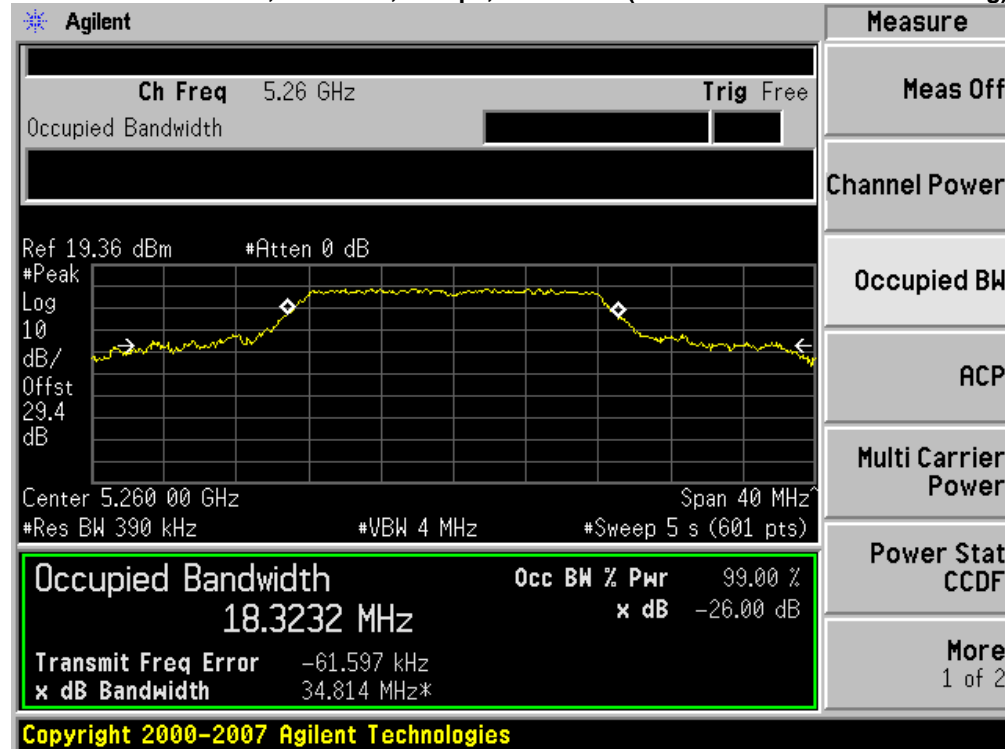 Agilent
Measure
Ch Freq 5.26 GHz
Trig Free
Meas Off
Occupied Bandwidth
Channel Power
Ref 19.36 dBm #Atten 0 dB
#Peak
Log
10
dB/
Offst
29.4
dB
Occupied BW
ACP
Multi Carrier
Power
Center 5.260 00 GHz Span 40 MHz^
#Res BW 390 kHz #VBW 4 MHz #Sweep 5 s (601 pts)
Power Stat
CCDF
Occupied Bandwidth
18.3232 MHz
Occ BW % Pwr 99.00 %
x dB -26.00 dB
Transmit Freq Error -61.597 kHz
x dB Bandwidth 34.814 MHz*
More
1 of 2
Copyright 2000-2007 Agilent Technologies